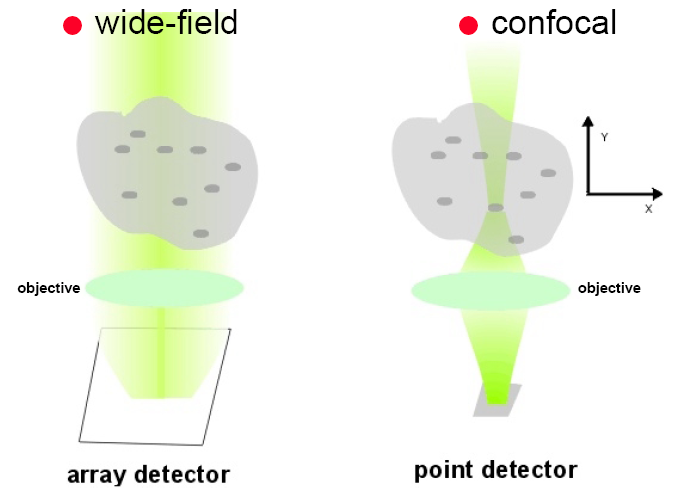 wide-field
confocal
Y
X
objective
objective
array detector
point detector